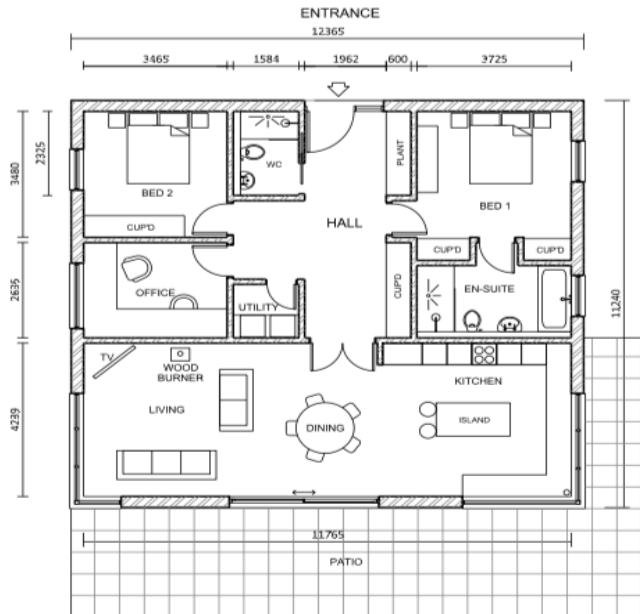 ENTRANCE
12365
3465
1584
1962
600
3725
3480
2325
WC
PLANT
BED 2
BED 1
CUP'D
HALL
CUP'D
CUP'D
2635
OFFICE
UTILITY
CUP'D
EN-SUITE
11240
TV
WOOD
BURNER
KITCHEN
4239
LIVING
DINING
ISLAND
11765
PATIO